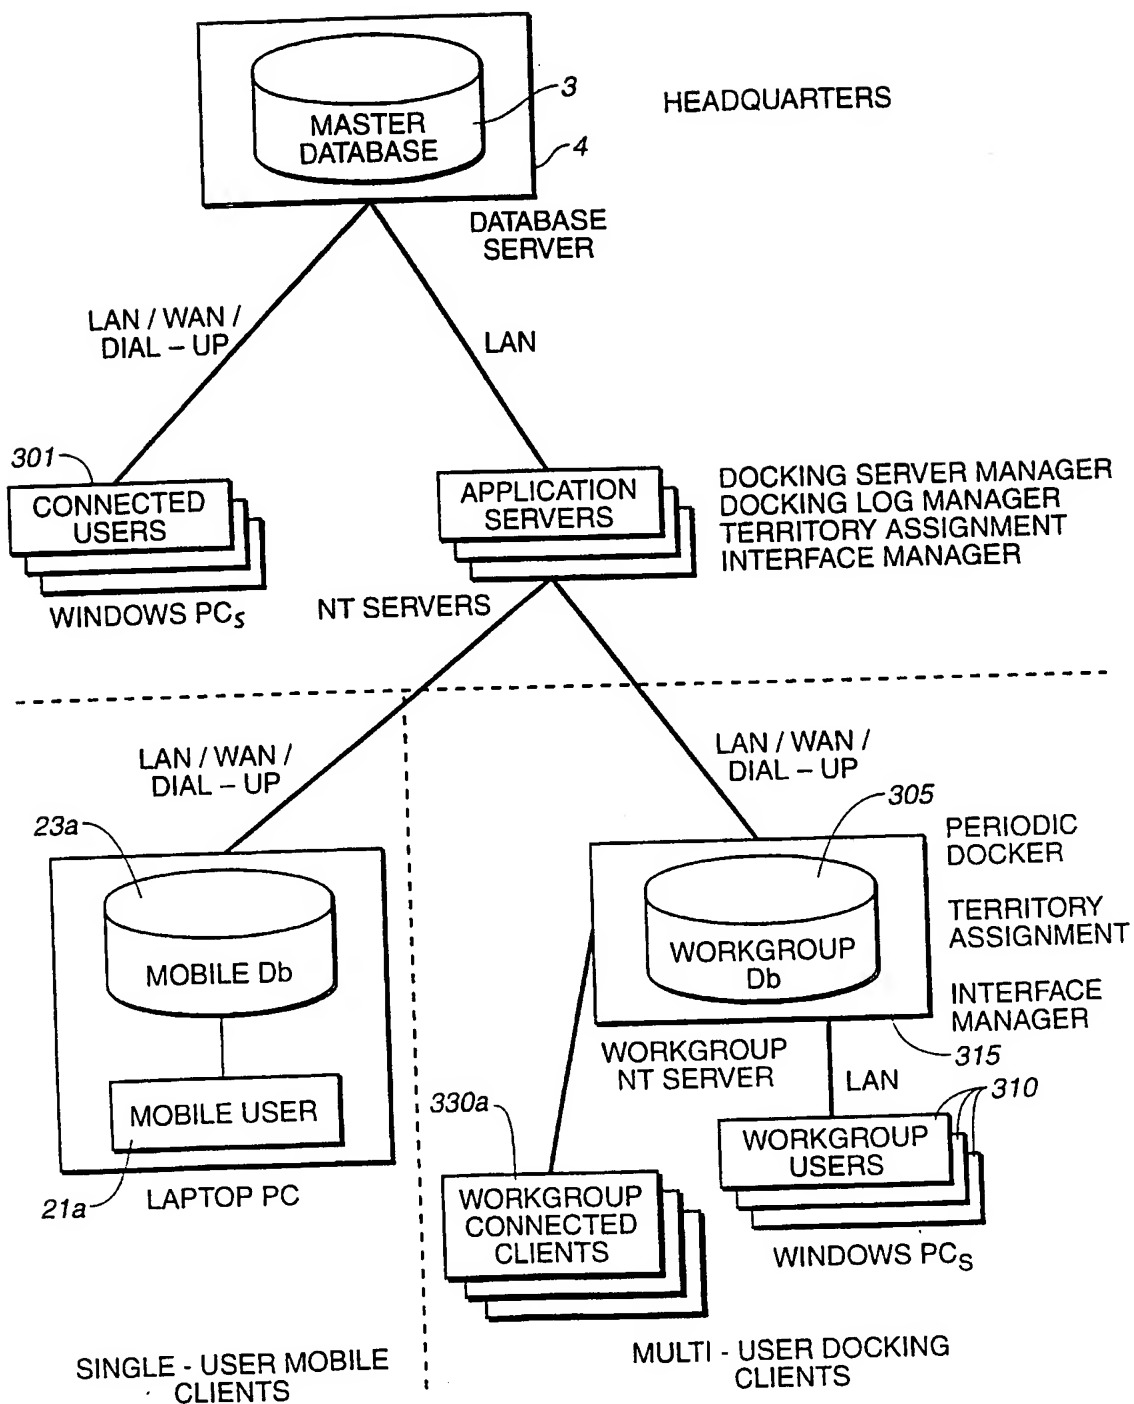 HEADQUARTERS
3
MASTER
DATABASE
4
DATABASE
SERVER
LAN / WAN /
DIAL – UP
LAN
301
CONNECTED
USERS
WINDOWS PCs
APPLICATION
SERVERS
NT SERVERS
DOCKING SERVER MANAGER
DOCKING LOG MANAGER
TERRITORY ASSIGNMENT
INTERFACE MANAGER
LAN / WAN /
DIAL – UP
LAN / WAN /
DIAL – UP
23a
MOBILE Db
MOBILE USER
21a
LAPTOP PC
305
WORKGROUP
Db
PERIODIC
DOCKER
TERRITORY
ASSIGNMENT
INTERFACE
MANAGER
315
WORKGROUP
NT SERVER
LAN
310
WORKGROUP
USERS
WINDOWS PCS
330a
WORKGROUP
CONNECTED
CLIENTS
SINGLE - USER MOBILE
CLIENTS
MULTI - USER DOCKING
CLIENTS